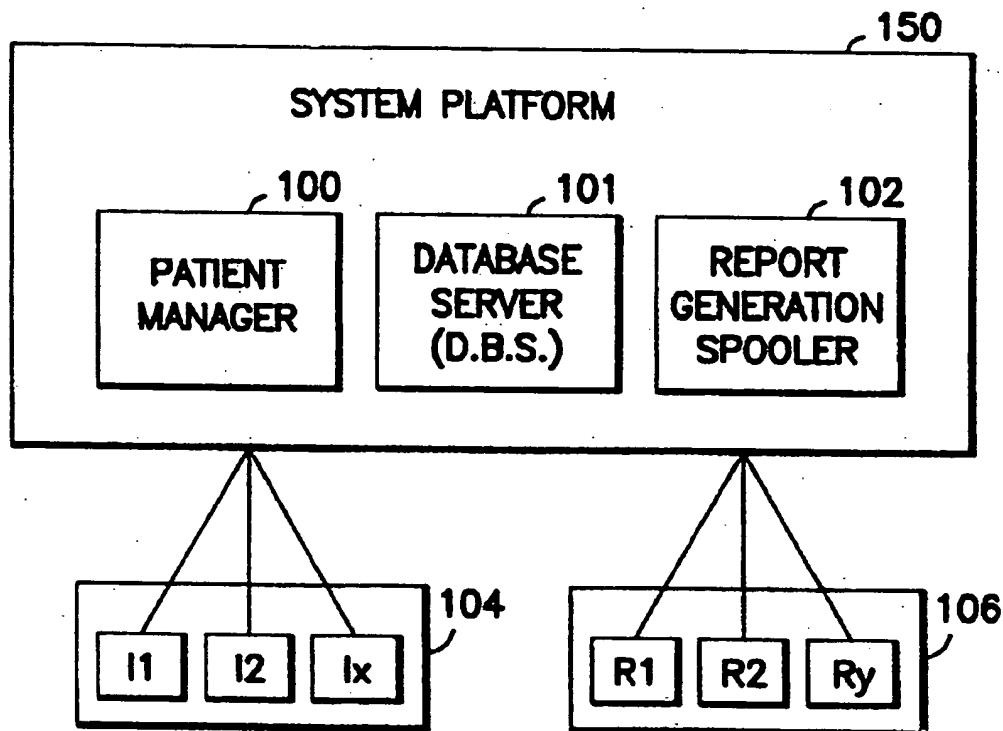 150
SYSTEM PLATFORM
100
101
102
PATIENT
MANAGER
DATABASE
SERVER
(D.B.S.)
REPORT
GENERATION
SPOOLER
104
106
I1
I2
Ix
R1
R2
Ry